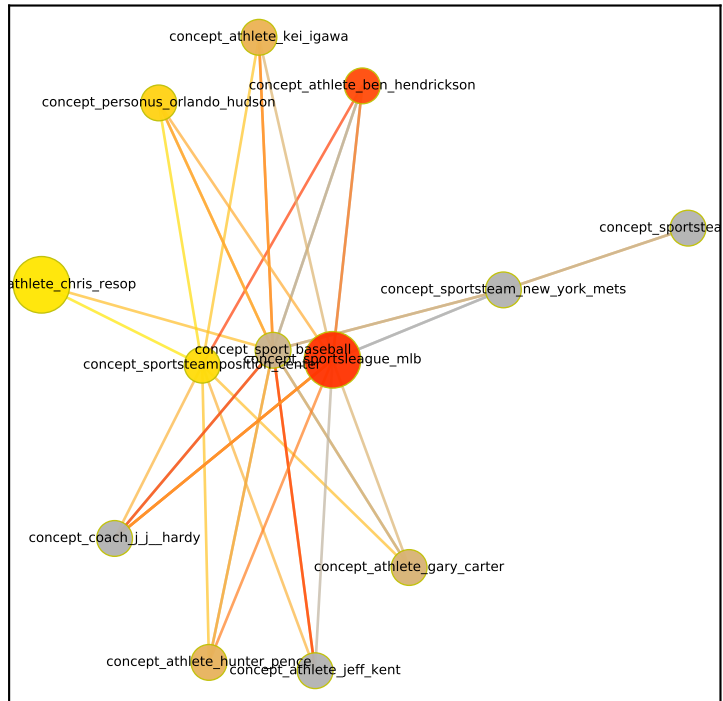 concept_athlete_kei_igawa
concept_athlete_ben_hendrickson
concept_personus_orlando_hudson
concept_sportstea
athlete_chris_resop
concept_sportsteam_new_york_mets
concept_sport_baseball
concept_sportsleague_mlb
concept_sportsteamposition_center
concept_coach_j_j__hardy
concept_athlete_gary_carter
concept_athlete_hunter_pence
concept_athlete_jeff_kent